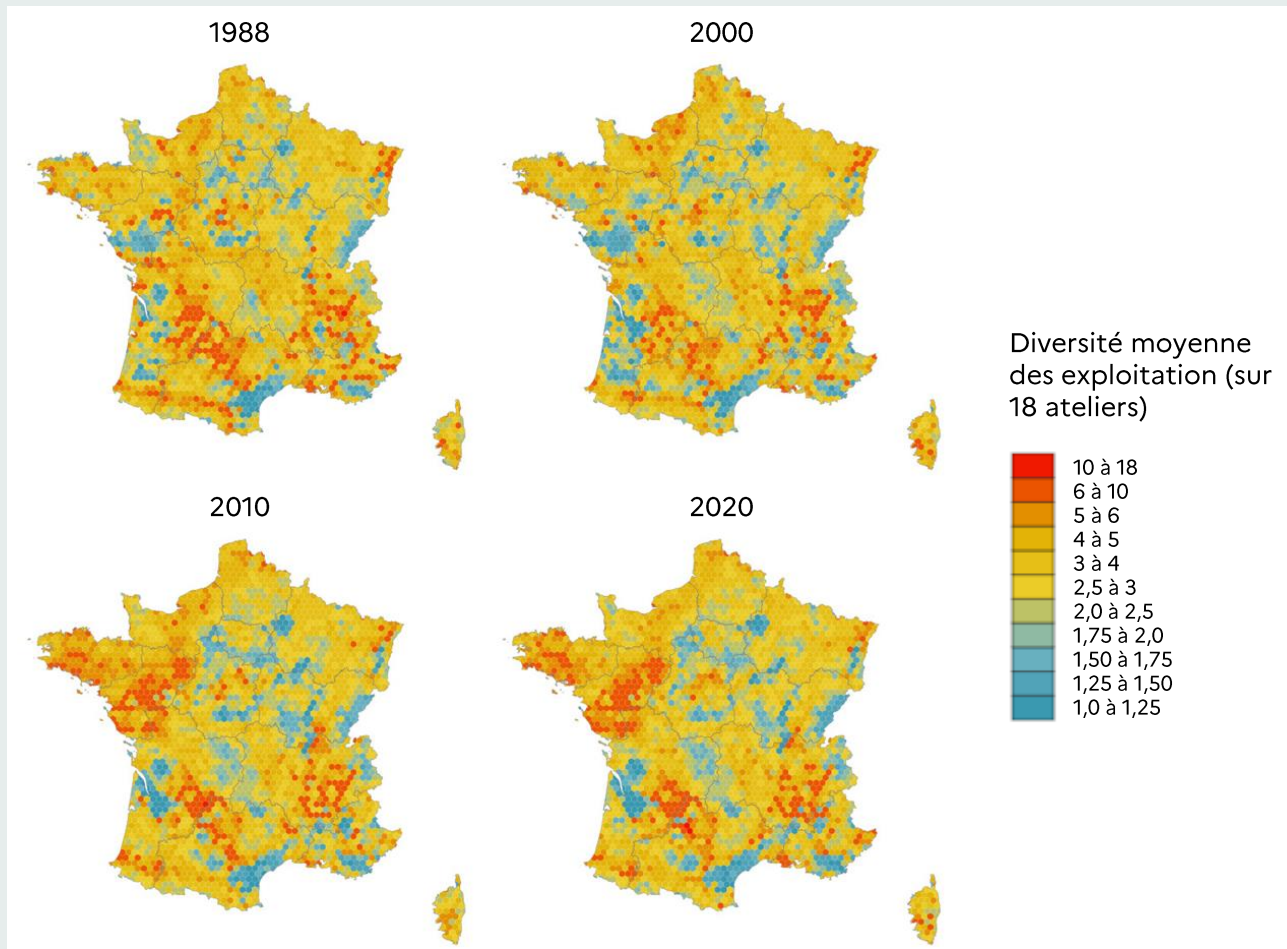 1988
2000
2010
2020
Diversité moyenne
des exploitation (sur
18 ateliers)
10 à 18
6 à 10
5 à 6
4 à 5
3 à 4
2,5 à 3
2,0 à 2,5
1,75 à 2,0
1,50 à 1,75
1,25 à 1,50
1,0 à 1,25